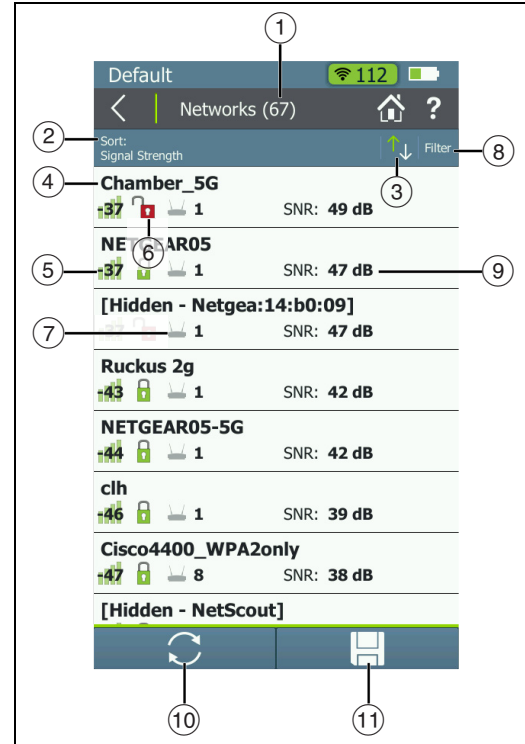 1
Default 112
Networks (67) ?
2 Sort:
Signal Strength Filter 8
3
4 Chamber_5G
-37 1 SNR: 49 dB
6
NETGEAR05
5 -37 1 SNR: 47 dB 9
[Hidden - Netgea:14:b0:09]
7 -37 1 SNR: 47 dB
Ruckus 2g
-43 1 SNR: 42 dB
NETGEAR05-5G
-44 1 SNR: 42 dB
clh
-46 1 SNR: 39 dB
Cisco4400_WPA2only
-47 8 SNR: 38 dB
[Hidden - NetScout]
10 11